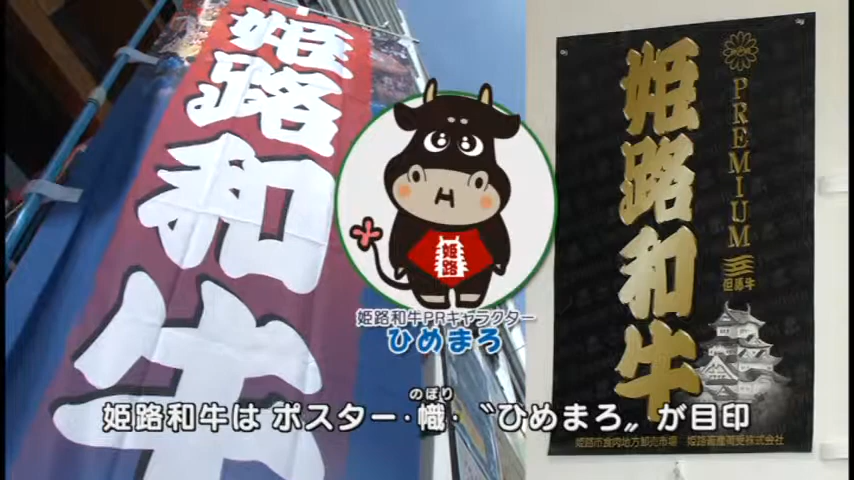 姫路和牛
姫路
姫路和牛PRキャラクター
ひめまろ
姫路和牛
PREMIUM
但馬牛
姫路市食肉地方卸売市場 姫路畜産荷受株式会社
のぼり
姫路和牛は ポスター・幟・〝ひめまろ〟が目印